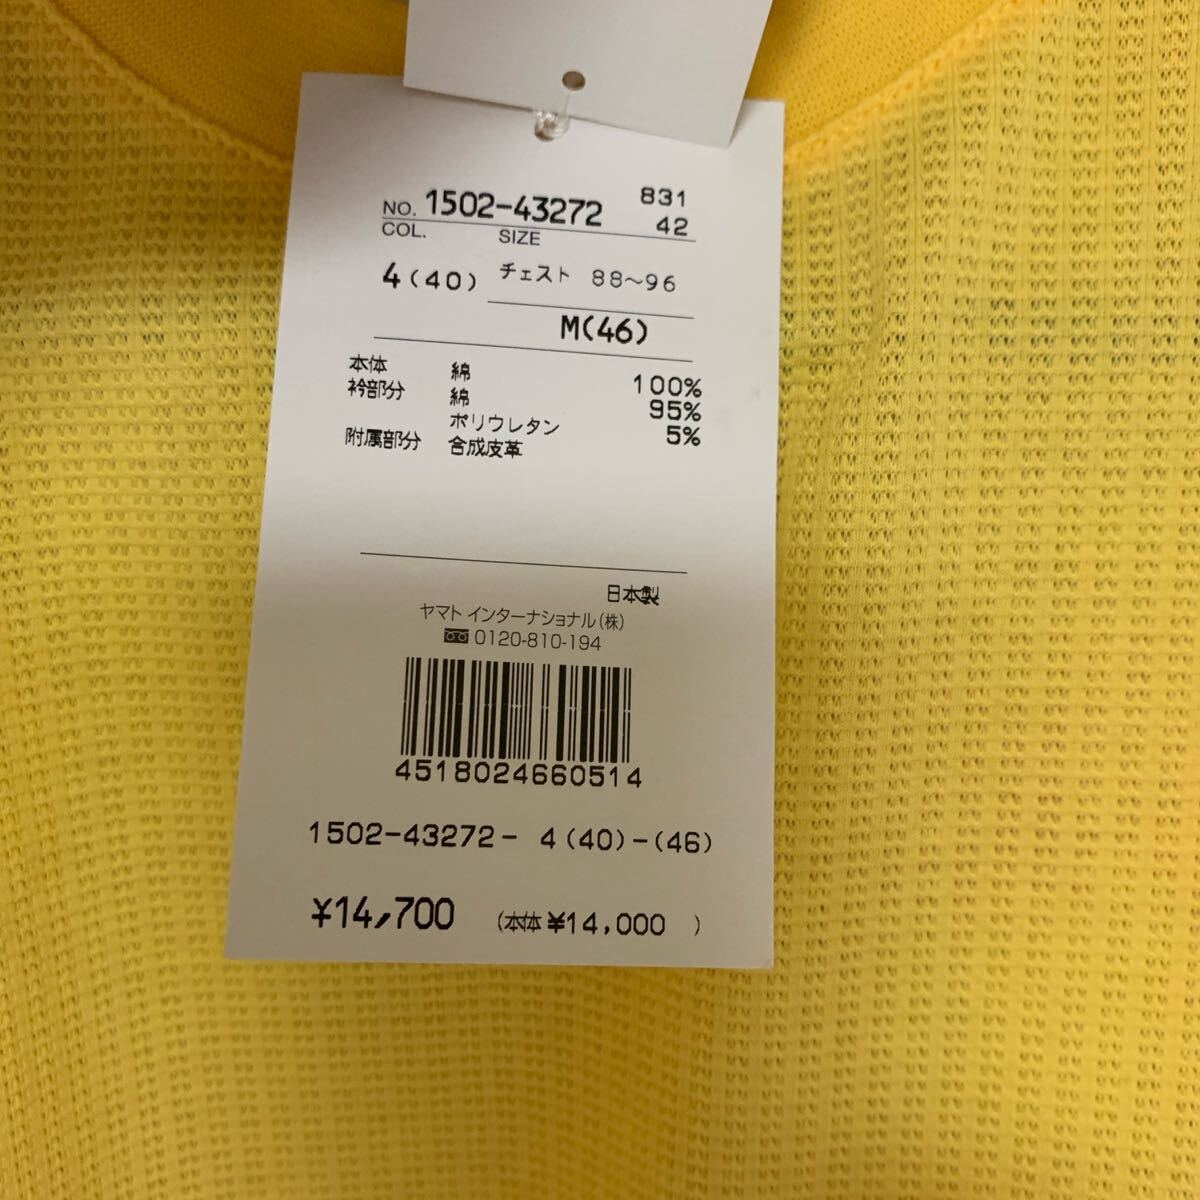 NO. 1502-43272 831
42
COL. SIZE
4(40) チェスト 88~96
M(46)
本体 綿 100%
衿部分 綿 95%
ポリウレタン 5%
附属部分 合成皮革
日本製
ヤマト インターナショナル(株)
0120-810-194
4518024660514
1502-43272- 4(40)-(46)
¥14,700 (本体 ¥14,000 )